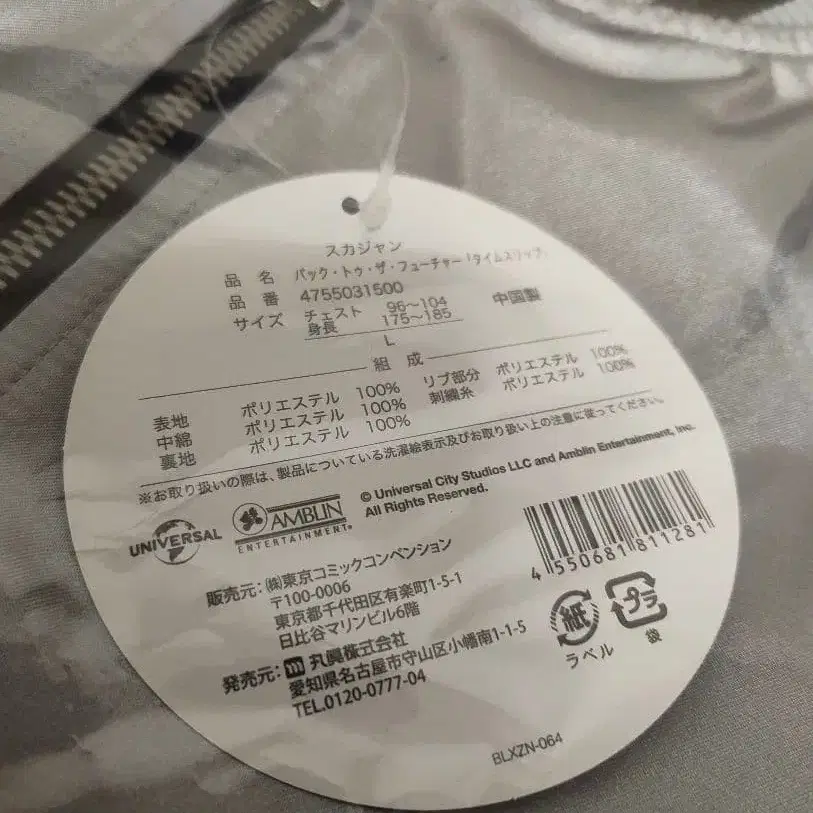 スカジャン
品 名 バック・トゥ・ザ・フューチャー「タイムスリップ」
品 番 4755031500
サイズ チェスト 96～104 中国製
身長 175～185
L
組 成
表地 ポリエステル 100% リブ部分 ポリエステル 100%
中綿 ポリエステル 100% 刺繍糸 ポリエステル 100%
裏地 ポリエステル 100%
※お取り扱いの際は、製品についている洗濯絵表示及びお取り扱い上の注意に従ってください。
© Universal City Studios LLC and Amblin Entertainment, Inc.
All Rights Reserved.
UNIVERSAL
AMBLIN
ENTERTAINMENT
販売元：㈱東京コミックコンベンション
〒100-0006
東京都千代田区有楽町1-5-1
日比谷マリンビル6階
発売元： m 丸眞株式会社
愛知県名古屋市守山区小幡南1-1-5
TEL.0120-0777-04
4 550681 811281
紙 プラ
ラベル 袋
BLXZN-064